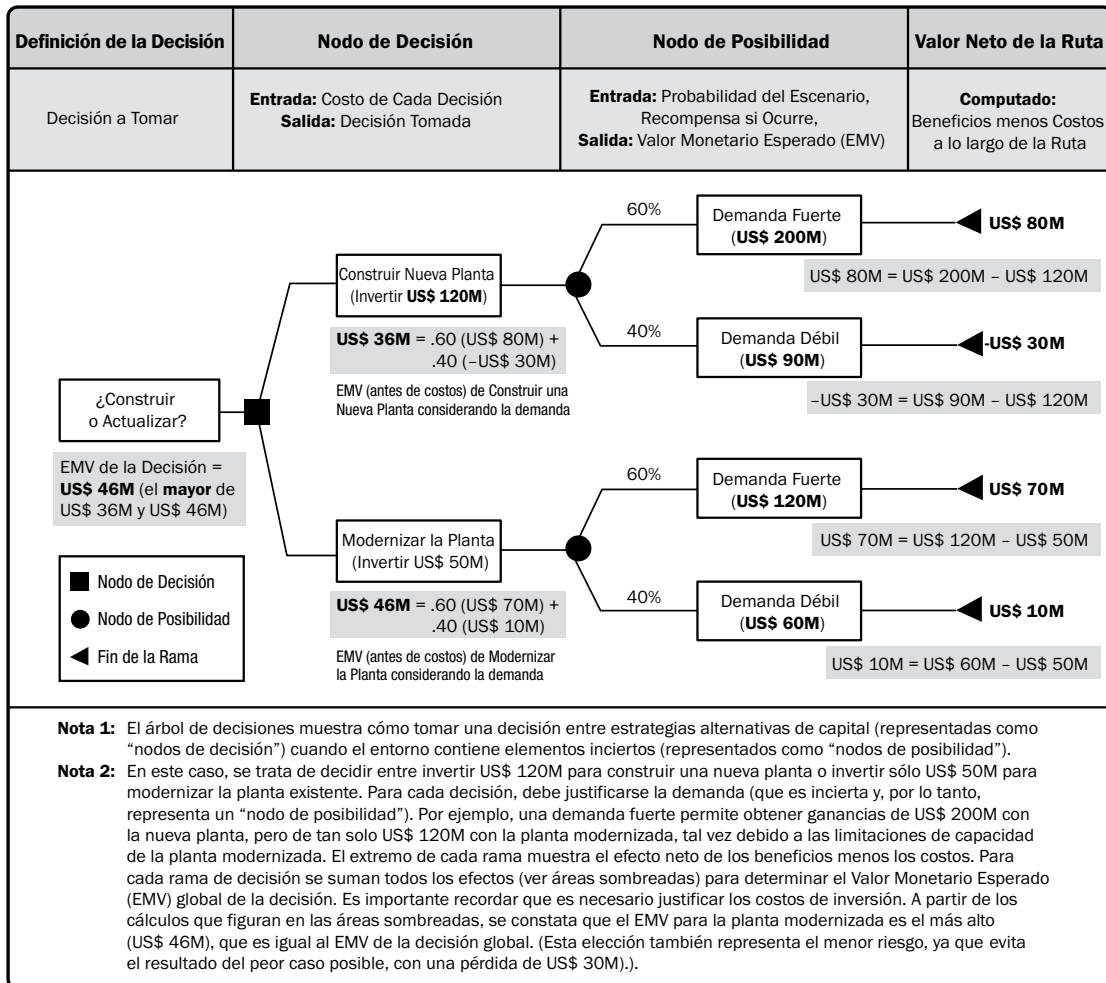 Definición de la Decisión
Nodo de Decisión
Nodo de Posibilidad
Valor Neto de la Ruta
Decisión a Tomar
Entrada: Costo de Cada Decisión
Salida: Decisión Tomada
Entrada: Probabilidad del Escenario,
Recompensa si Ocurre,
Salida: Valor Monetario Esperado (EMV)
Computado:
Beneficios menos Costos
a lo largo de la Ruta
60%
Demanda Fuerte
(US$ 200M)
US$ 80M
US$ 80M = US$ 200M – US$ 120M
Construir Nueva Planta
(Invertir US$ 120M)
US$ 36M = .60 (US$ 80M) +
.40 (–US$ 30M)
EMV (antes de costos) de Construir una
Nueva Planta considerando la demanda
40%
Demanda Débil
(US$ 90M)
-US$ 30M
–US$ 30M = US$ 90M – US$ 120M
¿Construir
o Actualizar?
EMV de la Decisión =
US$ 46M (el mayor de
US$ 36M y US$ 46M)
60%
Demanda Fuerte
(US$ 120M)
US$ 70M
US$ 70M = US$ 120M – US$ 50M
Modernizar la Planta
(Invertir US$ 50M)
US$ 46M = .60 (US$ 70M) +
.40 (US$ 10M)
EMV (antes de costos) de Modernizar
la Planta considerando la demanda
40%
Demanda Débil
(US$ 60M)
US$ 10M
US$ 10M = US$ 60M – US$ 50M
Nodo de Decisión
Nodo de Posibilidad
Fin de la Rama
Nota 1: El árbol de decisiones muestra cómo tomar una decisión entre estrategias alternativas de capital (representadas como
“nodos de decisión”) cuando el entorno contiene elementos inciertos (representados como “nodos de posibilidad”).
Nota 2: En este caso, se trata de decidir entre invertir US$ 120M para construir una nueva planta o invertir sólo US$ 50M para
modernizar la planta existente. Para cada decisión, debe justificarse la demanda (que es incierta y, por lo tanto,
representa un “nodo de posibilidad”). Por ejemplo, una demanda fuerte permite obtener ganancias de US$ 200M con
la nueva planta, pero de tan solo US$ 120M con la planta modernizada, tal vez debido a las limitaciones de capacidad
de la planta modernizada. El extremo de cada rama muestra el efecto neto de los beneficios menos los costos. Para
cada rama de decisión se suman todos los efectos (ver áreas sombreadas) para determinar el Valor Monetario Esperado
(EMV) global de la decisión. Es importante recordar que es necesario justificar los costos de inversión. A partir de los
cálculos que figuran en las áreas sombreadas, se constata que el EMV para la planta modernizada es el más alto
(US$ 46M), que es igual al EMV de la decisión global. (Esta elección también representa el menor riesgo, ya que evita
el resultado del peor caso posible, con una pérdida de US$ 30M).).